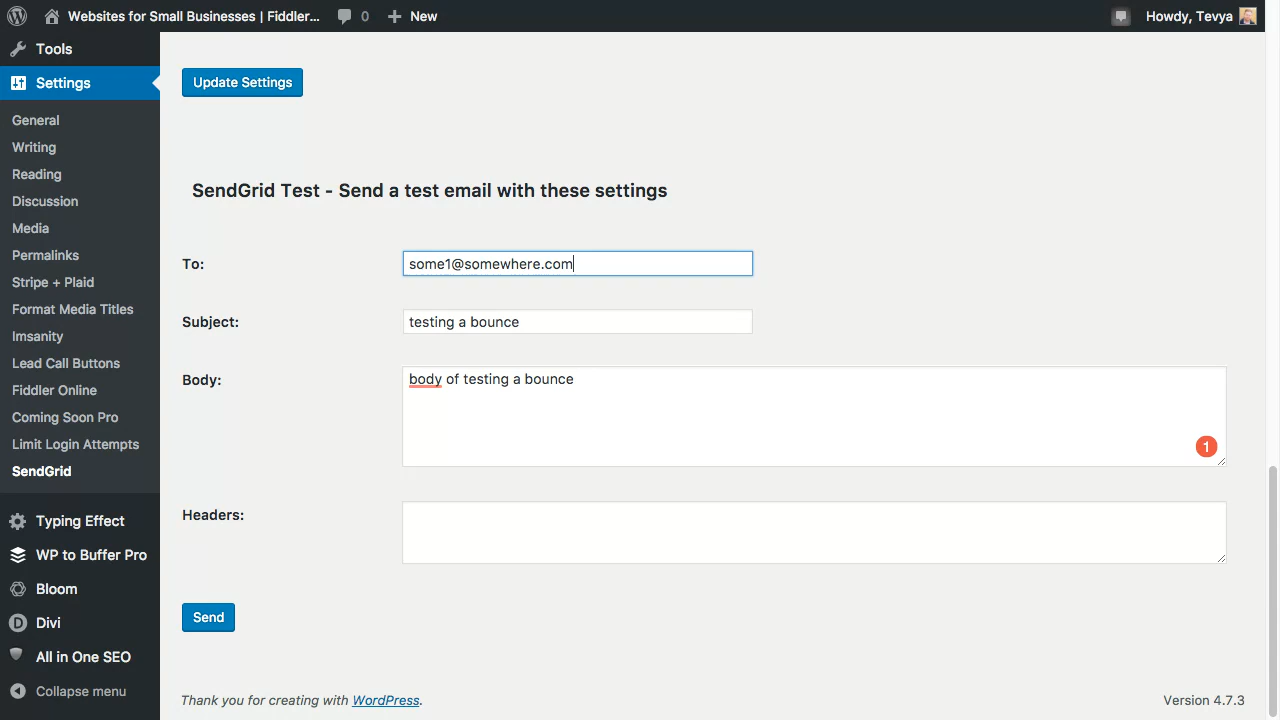 Websites for Small Businesses | Fiddler... 0 New Howdy, Tevya
Tools
Settings
General
Writing
Reading
Discussion
Media
Permalinks
Stripe + Plaid
Format Media Titles
Imsanity
Lead Call Buttons
Fiddler Online
Coming Soon Pro
Limit Login Attempts
SendGrid
Typing Effect
WP to Buffer Pro
Bloom
D Divi
All in One SEO
Collapse menu
Update Settings
SendGrid Test - Send a test email with these settings
To: some1@somewhere.com
Subject: testing a bounce
Body: body of testing a bounce
1
Headers:
Send
Thank you for creating with WordPress. Version 4.7.3